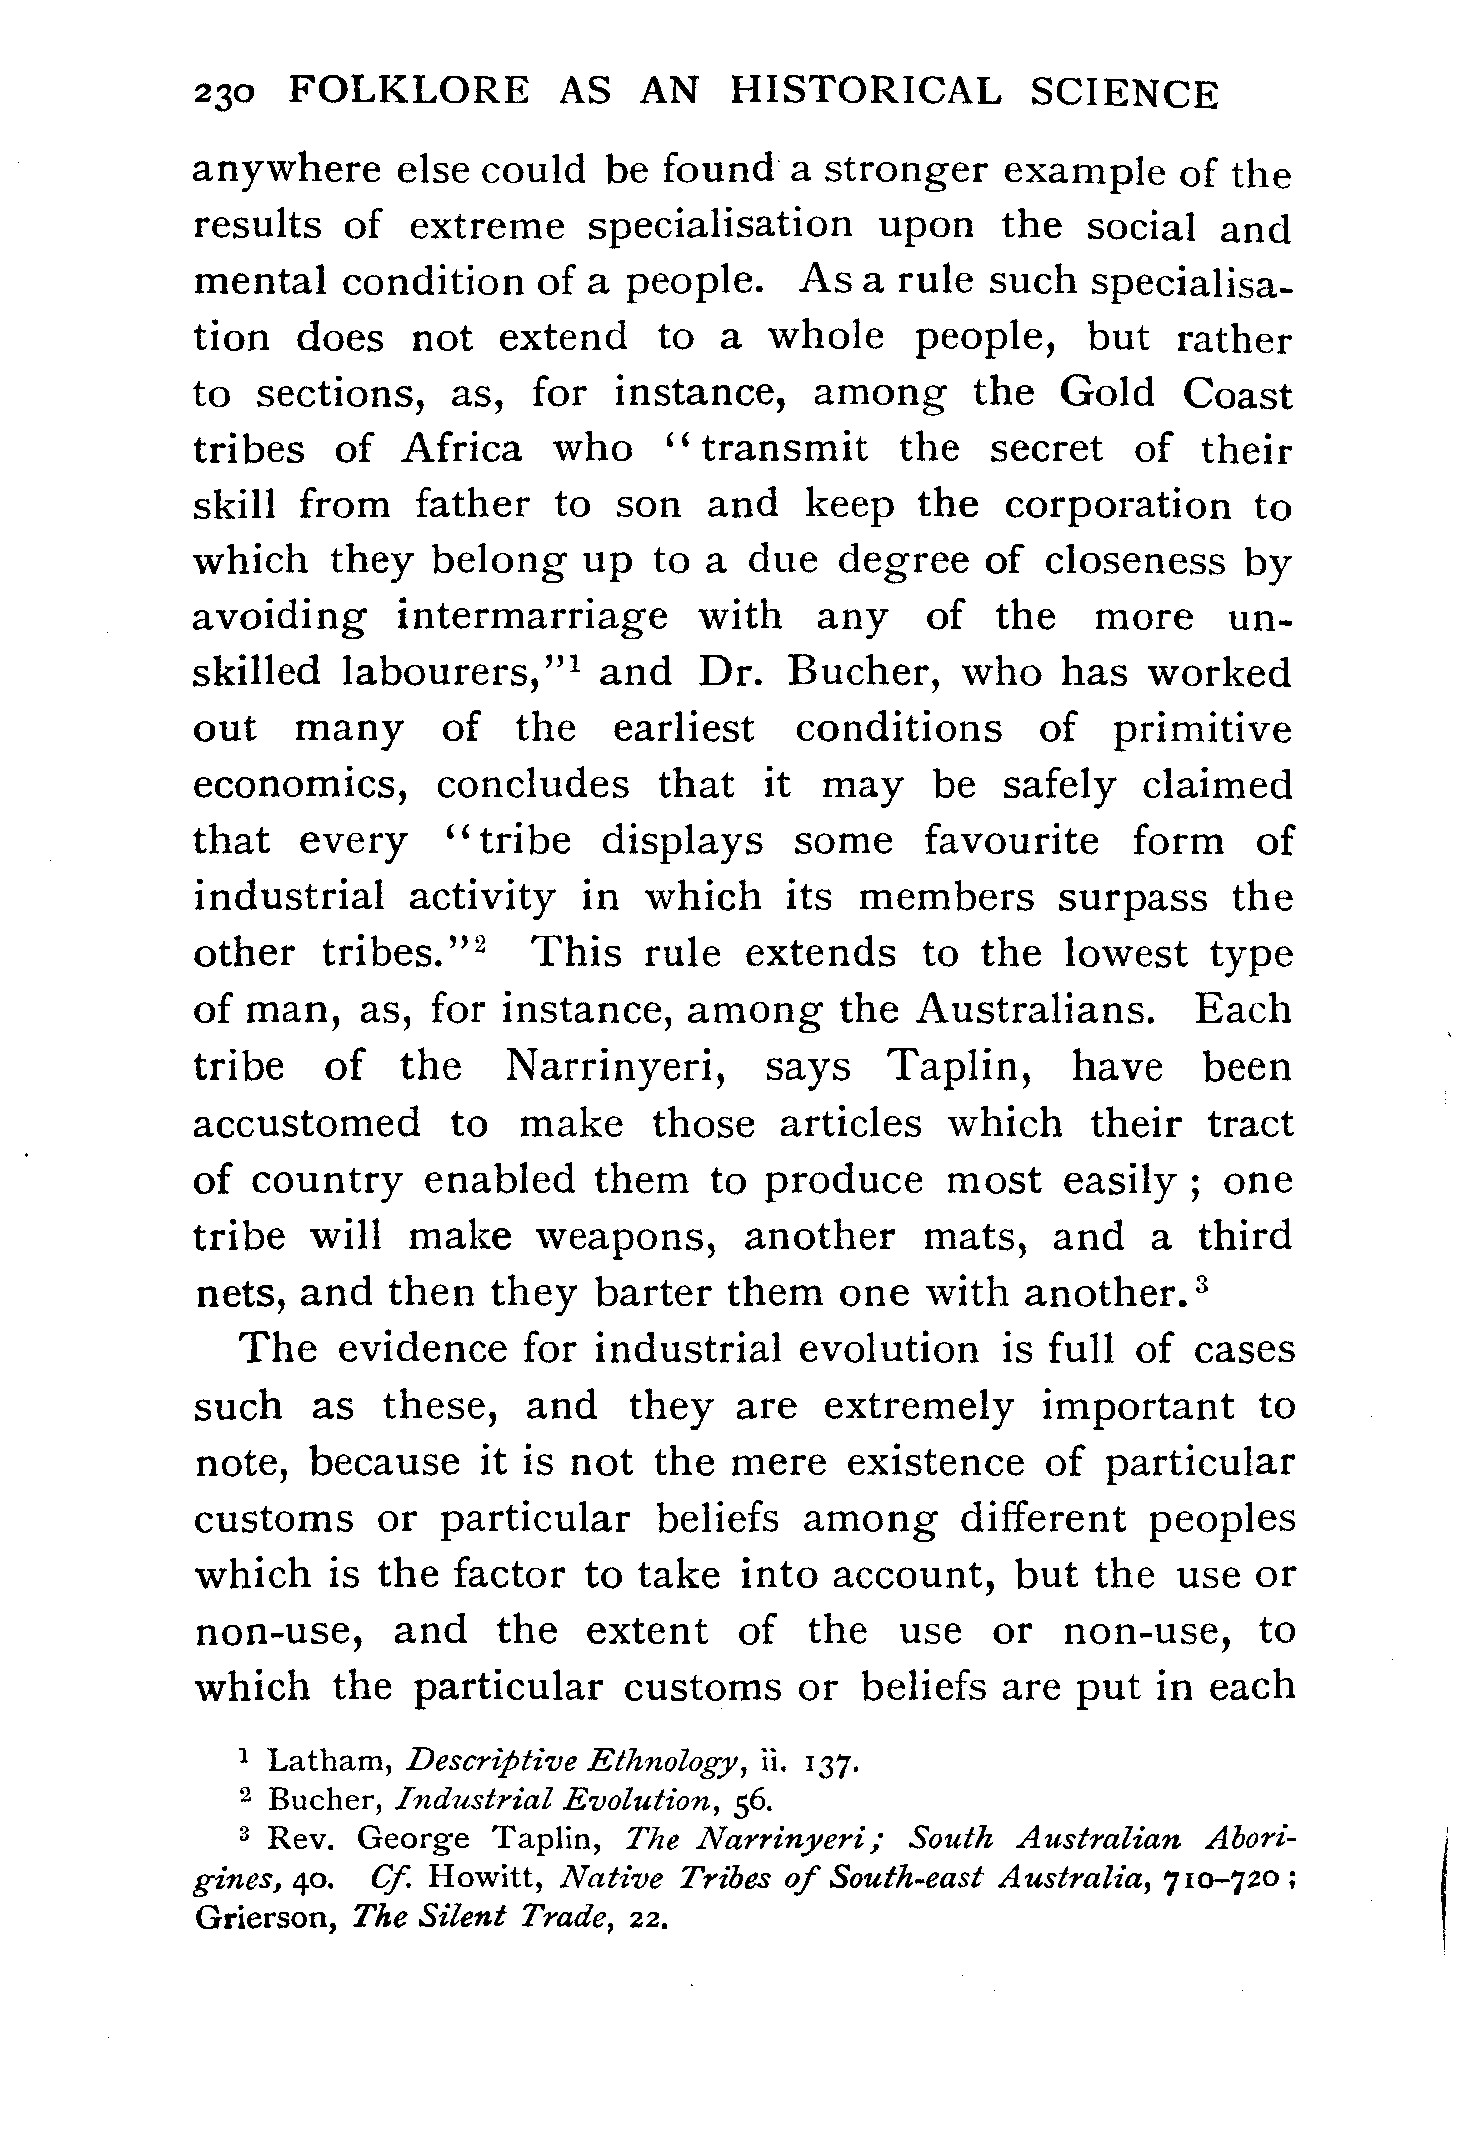 230 FOLKLORE AS AN HISTORICAL SCIENCE
anywhere else could be found a stronger example of the
results of extreme specialisation upon the social and
mental condition of a people. As a rule such specialisa-
tion does not extend to a whole people, but rather
to sections, as, for instance, among the Gold Coast
tribes of Africa who “transmit the secret of their
skill from father to son and keep the corporation to
which they belong up to a due degree of closeness by
avoiding intermarriage with any of the more un-
skilled labourers,”¹ and Dr. Bucher, who has worked
out many of the earliest conditions of primitive
economics, concludes that it may be safely claimed
that every “tribe displays some favourite form of
industrial activity in which its members surpass the
other tribes.”² This rule extends to the lowest type
of man, as, for instance, among the Australians. Each
tribe of the Narrinyeri, says Taplin, have been
accustomed to make those articles which their tract
of country enabled them to produce most easily; one
tribe will make weapons, another mats, and a third
nets, and then they barter them one with another.³
The evidence for industrial evolution is full of cases
such as these, and they are extremely important to
note, because it is not the mere existence of particular
customs or particular beliefs among different peoples
which is the factor to take into account, but the use or
non-use, and the extent of the use or non-use, to
which the particular customs or beliefs are put in each
¹ Latham, Descriptive Ethnology, ii. 137.
² Bucher, Industrial Evolution, 56.
³ Rev. George Taplin, The Narrinyeri; South Australian Abori-
gines, 40. Cf. Howitt, Native Tribes of South-east Australia, 710–720;
Grierson, The Silent Trade, 22.